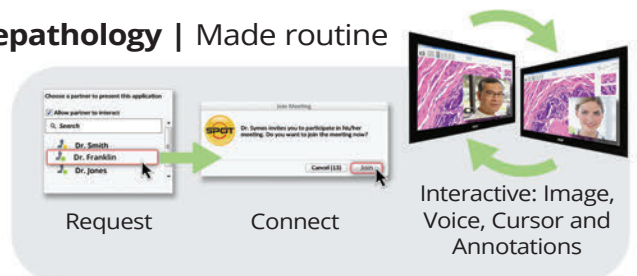 epathology | Made routine
Choose a partner to present this application
Allow partner to interact
Search
Dr. Smith
Dr. Franklin
Dr. Jones
Join Meeting
SPOT
Dr. Symes invites you to participate in his/her
meeting. Do you want to join the meeting now?
Cancel (13) Join
Request
Connect
Interactive: Image,
Voice, Cursor and
Annotations